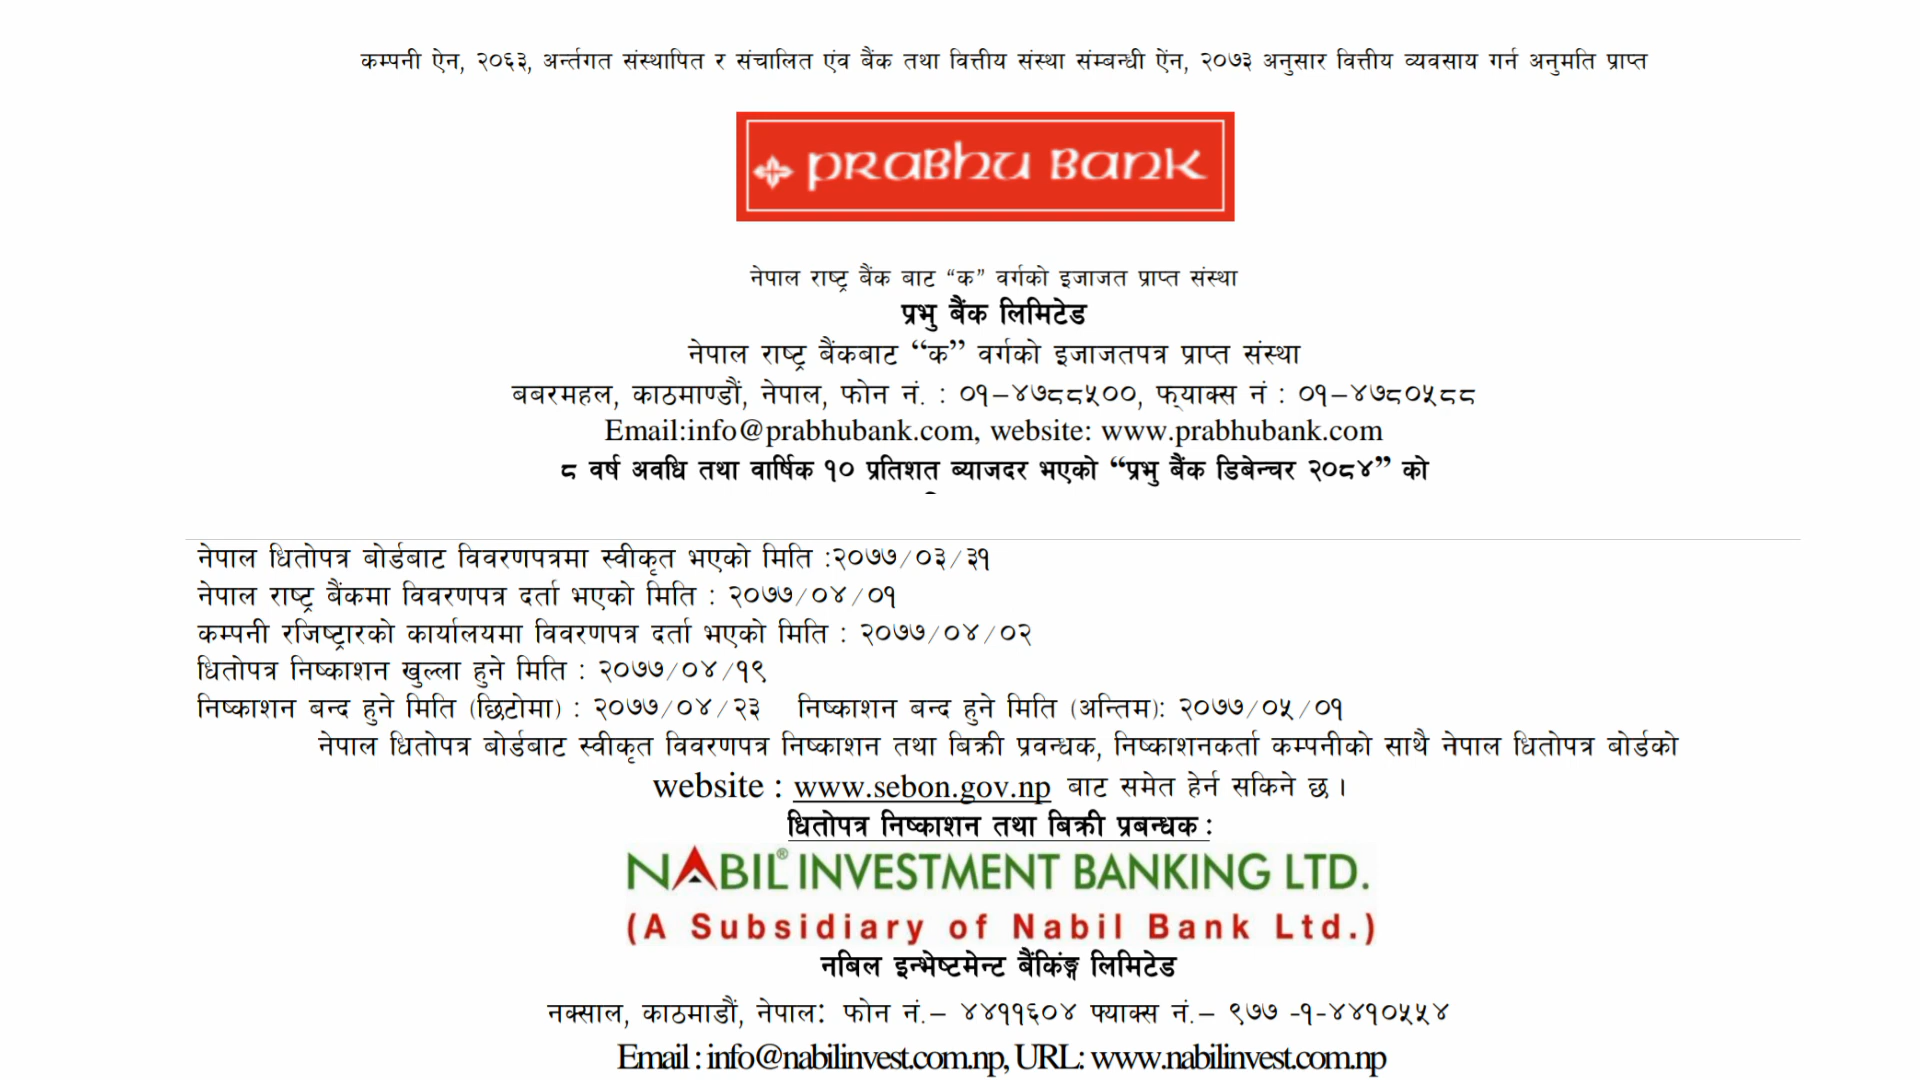 कम्पनी ऐन, २०६३, अर्न्तगत संस्थापित र संचालित एंव बैंक तथा वित्तीय संस्था संम्बन्धी ऐंन, २०७३ अनुसार वित्तीय व्यवसाय गर्न अनुमति प्राप्त
PRABHU BANK
नेपाल राष्ट्र बैंक बाट “क” वर्गको इजाजत प्राप्त संस्था
प्रभु बैंक लिमिटेड
नेपाल राष्ट्र बैंकबाट “क” वर्गको इजाजतपत्र प्राप्त संस्था
बबरमहल, काठमाण्डौं, नेपाल, फोन नं. : ०१–४७८८५००, फ्याक्स नं : ०१–४७८०५८८
Email:info@prabhubank.com, website: www.prabhubank.com
८ वर्ष अवधि तथा वार्षिक १० प्रतिशत ब्याजदर भएको “प्रभु बैंक डिबेन्चर २०८४” को
नेपाल धितोपत्र बोर्डबाट विवरणपत्रमा स्वीकृत भएको मिति :२०७७/०३/३१
नेपाल राष्ट्र बैंकमा विवरणपत्र दर्ता भएको मिति : २०७७/०४/०१
कम्पनी रजिष्ट्रारको कार्यालयमा विवरणपत्र दर्ता भएको मिति : २०७७/०४/०२
धितोपत्र निष्काशन खुल्ला हुने मिति : २०७७/०४/१९
निष्काशन बन्द हुने मिति (छिटोमा) : २०७७/०४/२३ निष्काशन बन्द हुने मिति (अन्तिम): २०७७/०५/०१
नेपाल धितोपत्र बोर्डबाट स्वीकृत विवरणपत्र निष्काशन तथा बिक्री प्रवन्धक, निष्काशनकर्ता कम्पनीको साथै नेपाल धितोपत्र बोर्डको
website : www.sebon.gov.np बाट समेत हेर्न सकिने छ ।
धितोपत्र निष्काशन तथा बिक्री प्रबन्धक :
NABIL® INVESTMENT BANKING LTD.
(A Subsidiary of Nabil Bank Ltd.)
नबिल इन्भेष्टमेन्ट बैंकिंङ्ग लिमिटेड
नक्साल, काठमाडौं, नेपाल: फोन नं.– ४४११६०४ फ्याक्स नं.– ९७७ -१-४४१०५५४
Email : info@nabilinvest.com.np, URL: www.nabilinvest.com.np